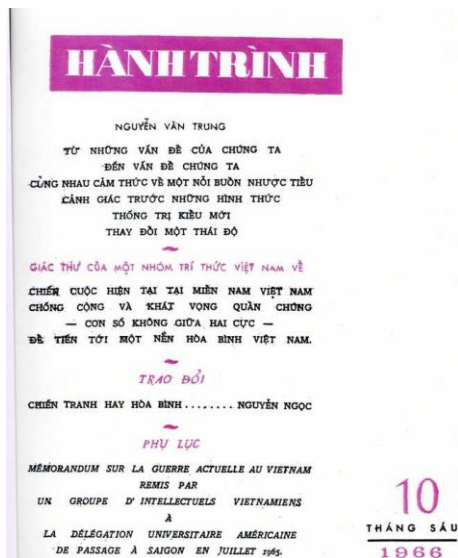 HÀNH TRÌNH
NGUYỄN VĂN TRUNG
TỪ NHỮNG VẤN ĐỀ CỦA CHÚNG TA
ĐẾN VẤN ĐỀ CHÚNG TA
CÙNG NHAU CẢM THỨC VỀ MỘT NỖI BUỒN NHƯỢC TIỂU
CẢNH GIÁC TRƯỚC NHỮNG HÌNH THỨC
THỐNG TRỊ KIỂU MỚI
THAY ĐỔI MỘT THÁI ĐỘ
GIÁC THƯ CỦA MỘT NHÓM TRÍ THỨC VIỆT NAM VỀ
CHIẾN CUỘC HIỆN TẠI TẠI MIỀN NAM VIỆT NAM
CHỐNG CỘNG VÀ KHÁT VỌNG QUẦN CHÚNG
— CON SỐ KHÔNG GIỮA HAI CỰC —
ĐỀ TIẾN TỚI MỘT NỀN HÒA BÌNH VIỆT NAM.
TRAO ĐỔI
CHIẾN TRANH HAY HÒA BÌNH ........ NGUYỄN NGỌC
PHỤ LỤC
MÉMORANDUM SUR LA GUERRE ACTUELLE AU VIETNAM
REMIS PAR
UN GROUPE D' INTELLECTUELS VIETNAMIENS
À
LA DÉLÉGATION UNIVERSITAIRE AMÉRICAINE
DE PASSAGE À SAIGON EN JUILLET 1965.
10
THÁNG SÁU
1966